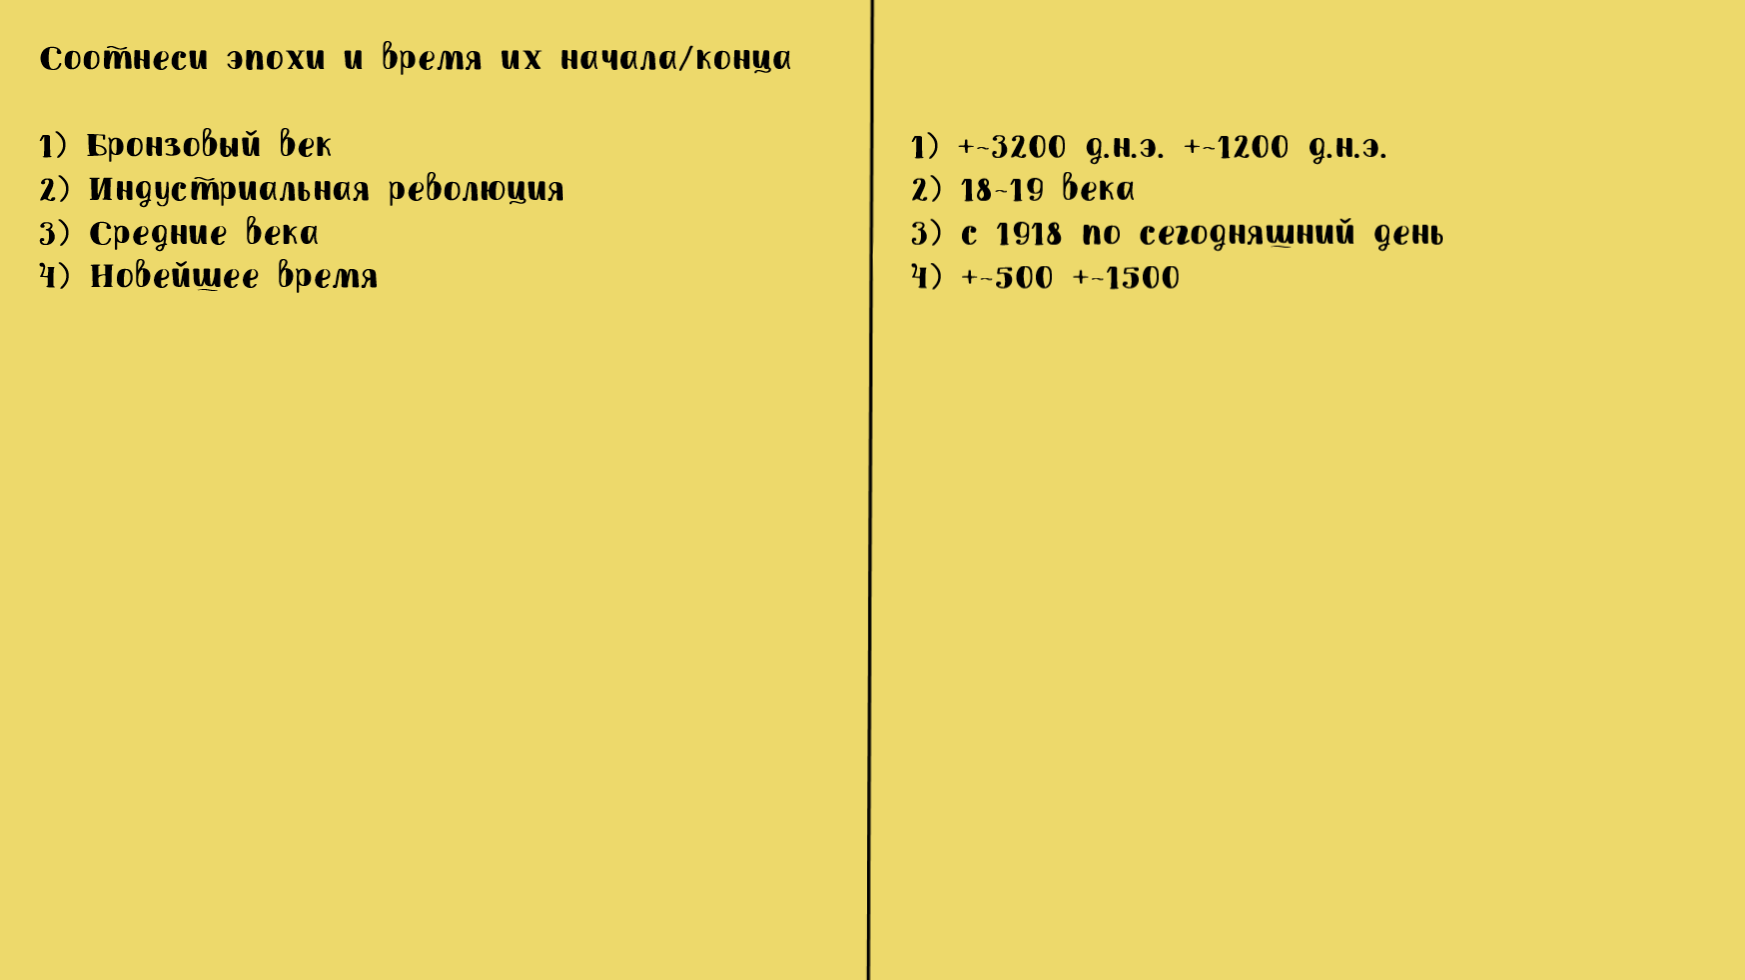 Соотнеси эпохи и время их начала/конца
1) Бронзовый век
2) Индустриальная революция
3) Средние века
4) Новейшее время
1) +-3200 д.н.э. +-1200 д.н.э.
2) 18-19 века
3) с 1918 по сегодняшний день
4) +-500 +-1500